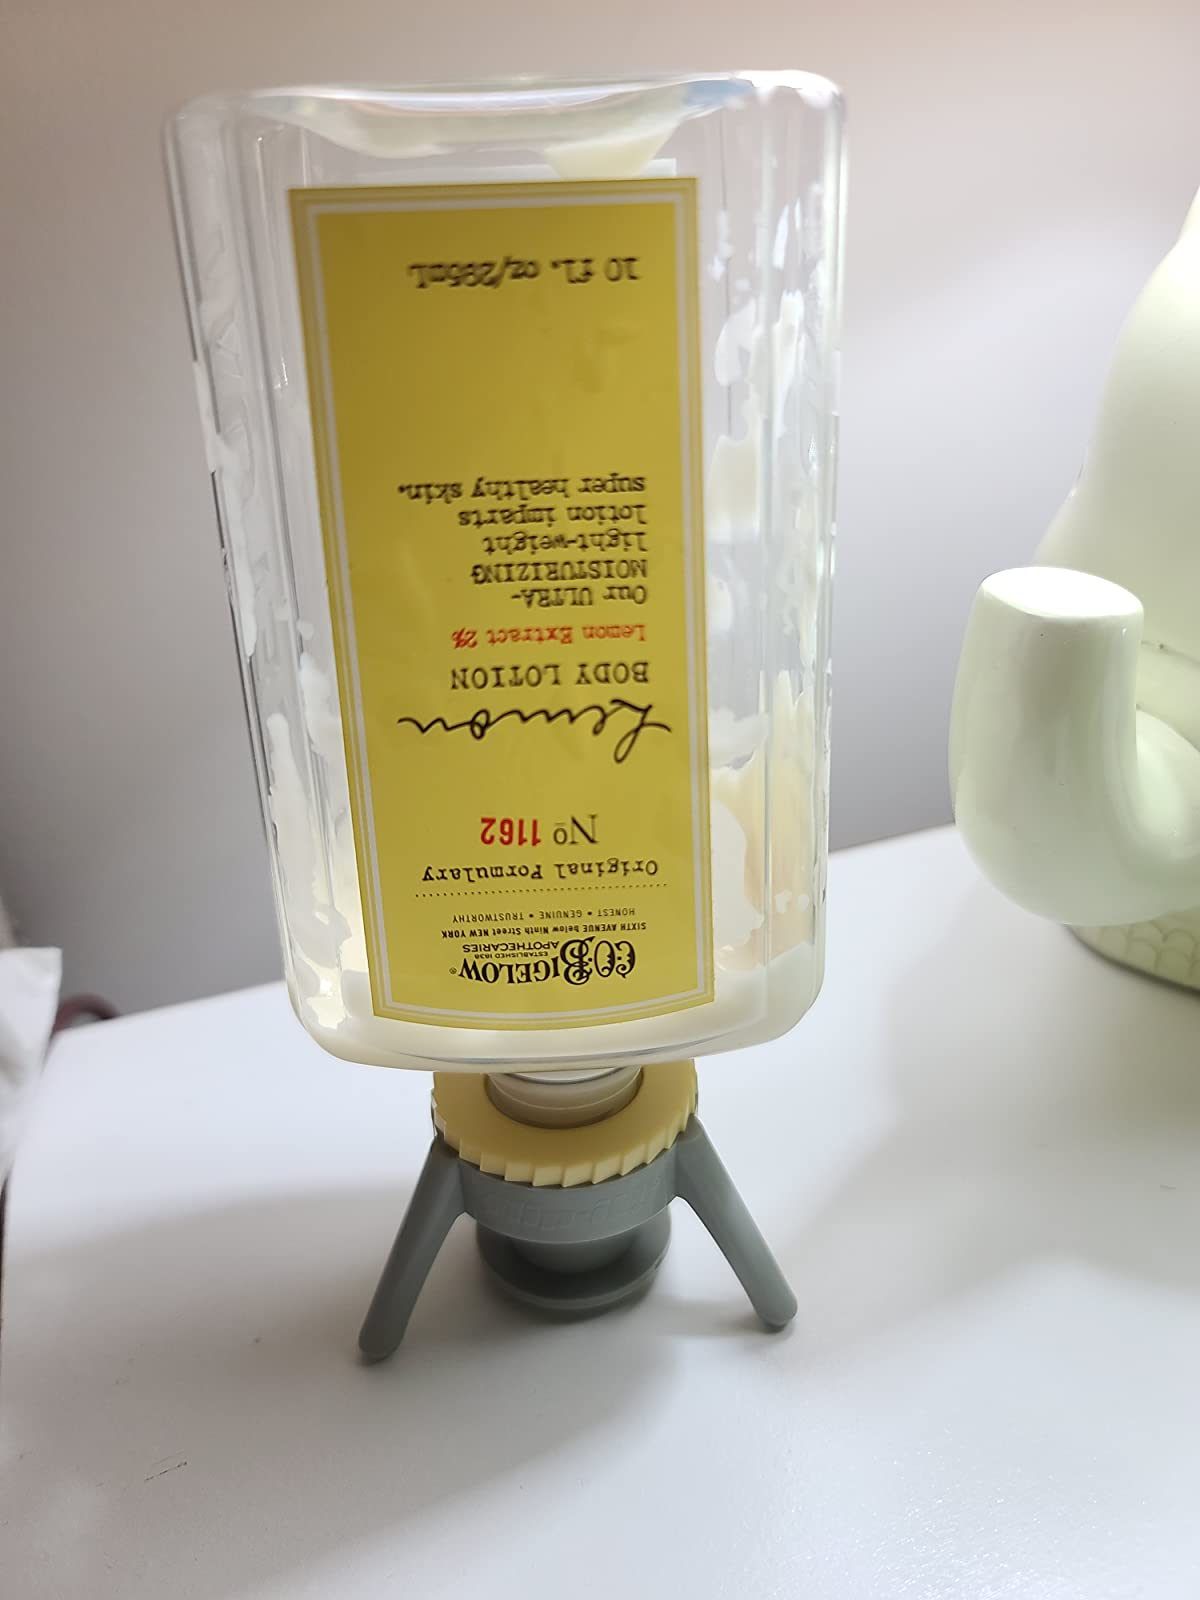 C.O. BIGELOW®
ESTABLISHED 1838
APOTHECARIES
SIXTH AVENUE below Ninth Street NEW YORK
HONEST • GENUINE • TRUSTWORTHY
Original Formulary
Nº 1162
Lemon
BODY LOTION
Lemon Extract 2%
Our ULTRA-
MOISTURIZING
light-weight
lotion imparts
super healthy skin.
10 fl. oz/295ml